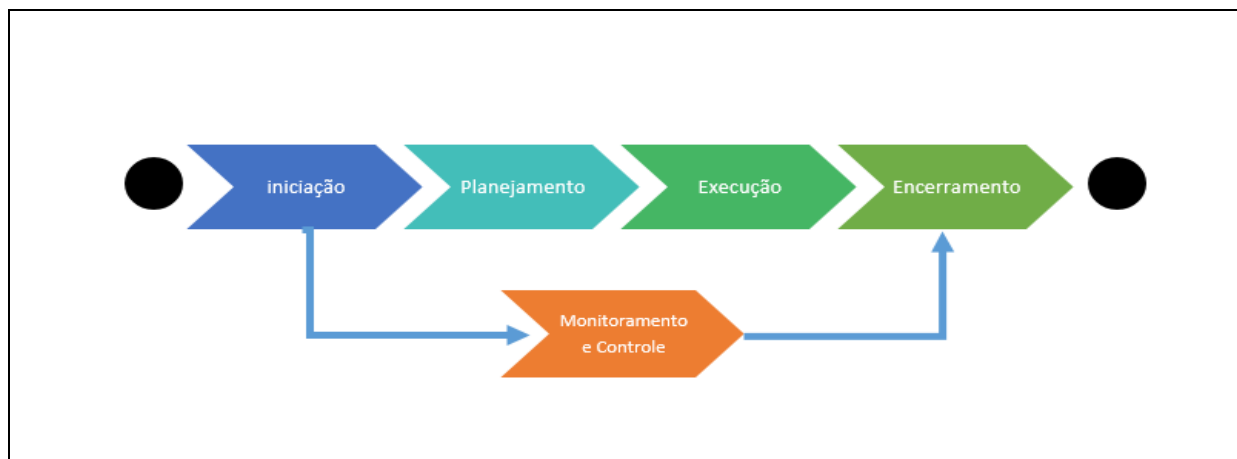 iniciação
Planejamento
Execução
Encerramento
Monitoramento
e Controle